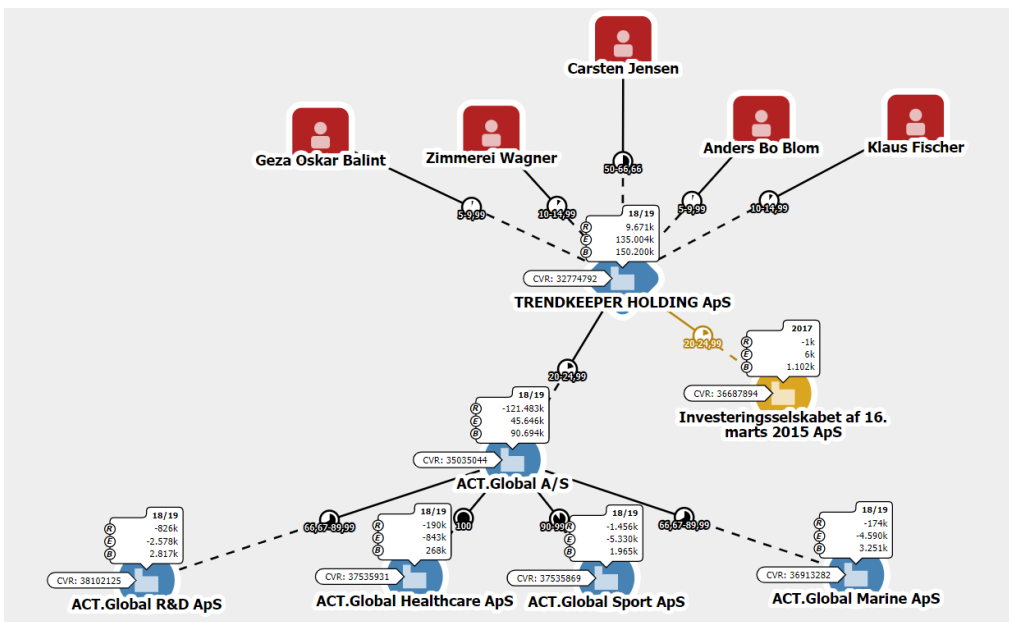 Carsten Jensen
Geza Oskar Balint
Zimmerei Wagner
Anders Bo Blom
Klaus Fischer
50-66,66
5-9,99
10-14,99
5-9,99
10-14,99
18/19
R 9.671k
E 135.004k
B 150.200k
CVR: 32774792
TRENDKEEPER HOLDING ApS
20-24,99
20-24,99
2017
R -1k
E 6k
B 1.102k
CVR: 36687894
Investeringsselskabet af 16.
marts 2015 ApS
18/19
R -121.483k
E 45.646k
B 90.694k
CVR: 35035044
ACT.Global A/S
66,67-89,99
100
90-99
66,67-89,99
18/19
R -826k
E -2.578k
B 2.817k
CVR: 38102125
ACT.Global R&D ApS
18/19
R -190k
E -843k
B 268k
CVR: 37535931
ACT.Global Healthcare ApS
18/19
R -1.456k
E -5.330k
B 1.965k
CVR: 37535869
ACT.Global Sport ApS
18/19
R -174k
E -4.590k
B 3.251k
CVR: 36913282
ACT.Global Marine ApS